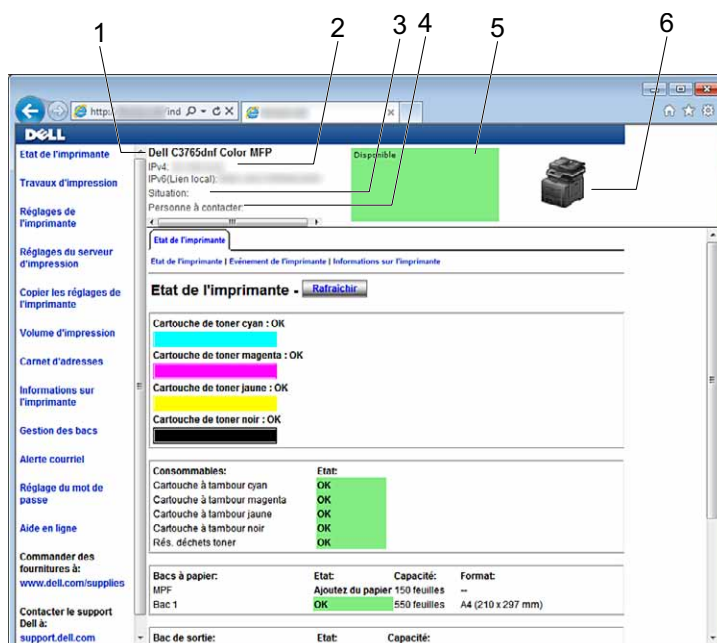 1 2 3 4 5 6
http: ind
DELL
Etat de l'imprimante
Travaux d'impression
Réglages de
l'imprimante
Réglages du serveur
d'impression
Copier les réglages de
l'imprimante
Volume d'impression
Carnet d'adresses
Informations sur
l'imprimante
Gestion des bacs
Alerte courriel
Réglage du mot de
passe
Aide en ligne
Commander des
fournitures à:
www.dell.com/supplies
Contacter le support
Dell à:
support.dell.com
Dell C3765dnf Color MFP
IPv4:
IPv6(Lien local):
Situation:
Personne à contacter:
Disponible
Etat de l'imprimante
Etat de l'imprimante | Evénement de l'imprimante | Informations sur l'imprimante
Etat de l'imprimante - Rafraîchir
Cartouche de toner cyan : OK
Cartouche de toner magenta : OK
Cartouche de toner jaune : OK
Cartouche de toner noir : OK
Consommables: Etat:
Cartouche à tambour cyan OK
Cartouche à tambour magenta OK
Cartouche à tambour jaune OK
Cartouche à tambour noir OK
Rés. déchets toner OK
Bacs à papier: Etat: Capacité: Format:
MPF Ajoutez du papier 150 feuilles --
Bac 1 OK 550 feuilles A4 (210 x 297 mm)
Bac de sortie: Etat: Capacité: